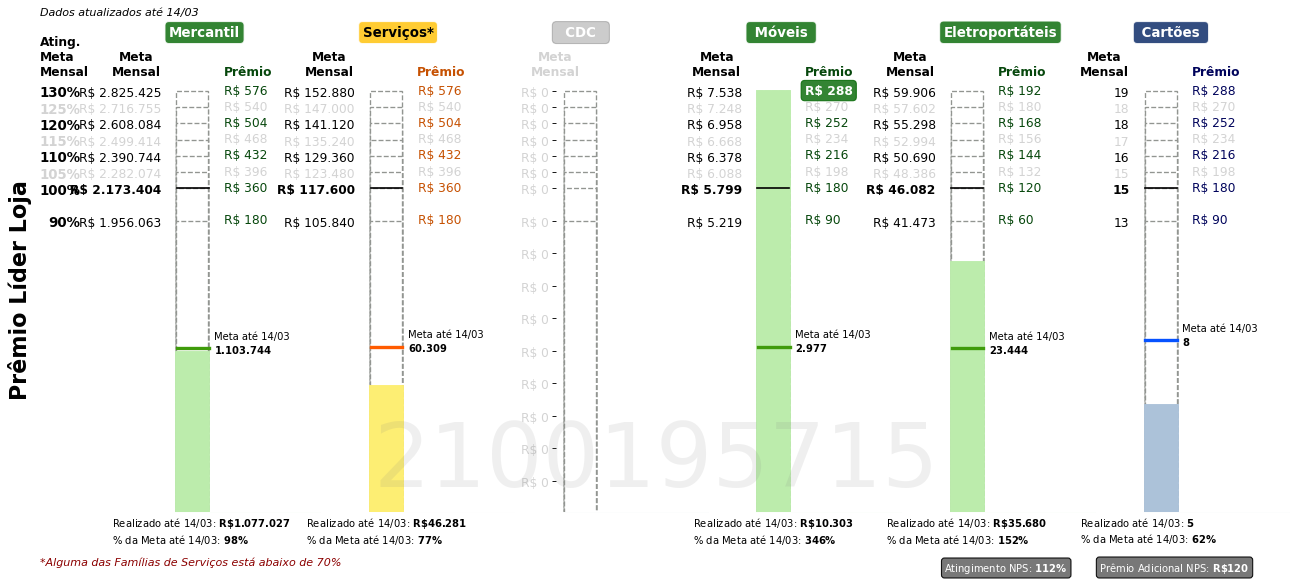 Dados atualizados até 14/03
Mercantil Serviços* CDC Móveis Eletroportáteis Cartões
Ating.
Meta
Mensal
Meta
Mensal Prêmio Meta
Mensal Prêmio Meta
Mensal Meta
Mensal Prêmio Meta
Mensal Prêmio Meta
Mensal Prêmio
130% R$ 2.825.425 R$ 576 R$ 152.880 R$ 576 R$ 0 R$ 7.538 R$ 288 R$ 59.906 R$ 192 19 R$ 288
125% R$ 2.716.755 R$ 540 R$ 147.000 R$ 540 R$ 0 R$ 7.248 R$ 270 R$ 57.602 R$ 180 18 R$ 270
120% R$ 2.608.084 R$ 504 R$ 141.120 R$ 504 R$ 0 R$ 6.958 R$ 252 R$ 55.298 R$ 168 18 R$ 252
115% R$ 2.499.414 R$ 468 R$ 135.240 R$ 468 R$ 0 R$ 6.668 R$ 234 R$ 52.994 R$ 156 17 R$ 234
110% R$ 2.390.744 R$ 432 R$ 129.360 R$ 432 R$ 0 R$ 6.378 R$ 216 R$ 50.690 R$ 144 16 R$ 216
105% R$ 2.282.074 R$ 396 R$ 123.480 R$ 396 R$ 0 R$ 6.088 R$ 198 R$ 48.386 R$ 132 15 R$ 198
100% R$ 2.173.404 R$ 360 R$ 117.600 R$ 360 R$ 0 R$ 5.799 R$ 180 R$ 46.082 R$ 120 15 R$ 180
90% R$ 1.956.063 R$ 180 R$ 105.840 R$ 180 R$ 0 R$ 5.219 R$ 90 R$ 41.473 R$ 60 13 R$ 90
R$ 0
R$ 0
R$ 0
R$ 0
R$ 0
R$ 0
R$ 0
R$ 0
Prêmio Líder Loja
Meta até 14/03
1.103.744
Meta até 14/03
60.309
Meta até 14/03
2.977
Meta até 14/03
23.444
Meta até 14/03
8
2100195715
Realizado até 14/03: R$1.077.027
% da Meta até 14/03: 98%
Realizado até 14/03: R$46.281
% da Meta até 14/03: 77%
Realizado até 14/03: R$10.303
% da Meta até 14/03: 346%
Realizado até 14/03: R$35.680
% da Meta até 14/03: 152%
Realizado até 14/03: 5
% da Meta até 14/03: 62%
*Alguma das Famílias de Serviços está abaixo de 70%
Atingimento NPS: 112%
Prêmio Adicional NPS: R$120